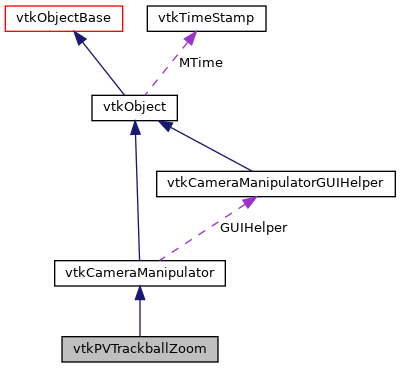 vtkObjectBase
vtkTimeStamp
MTime
vtkObject
vtkCameraManipulatorGUIHelper
GUIHelper
vtkCameraManipulator
vtkPVTrackballZoom